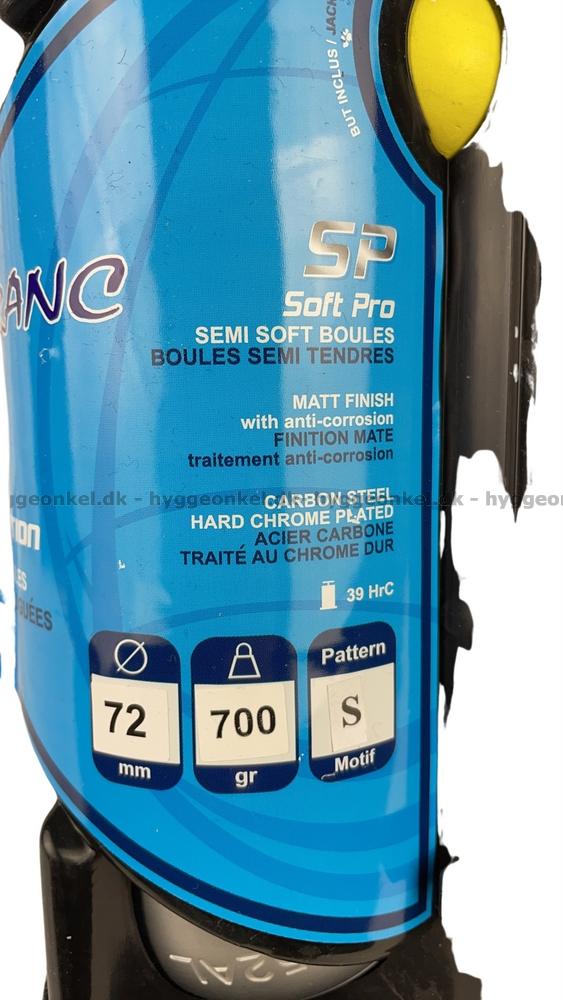 BUT INCLUS / JACK
SP
Soft Pro
SEMI SOFT BOULES
BOULES SEMI TENDRES
MATT FINISH
with anti-corrosion
FINITION MATE
traitement anti-corrosion
geonkel.dk - hyggeonkel.dk - hyggeonkel.dk - hyggeon
CARBON STEEL
HARD CHROME PLATED
ACIER CARBONE
TRAITÉ AU CHROME DUR
39 HrC
Pattern
72
700
S
mm
gr
Motif